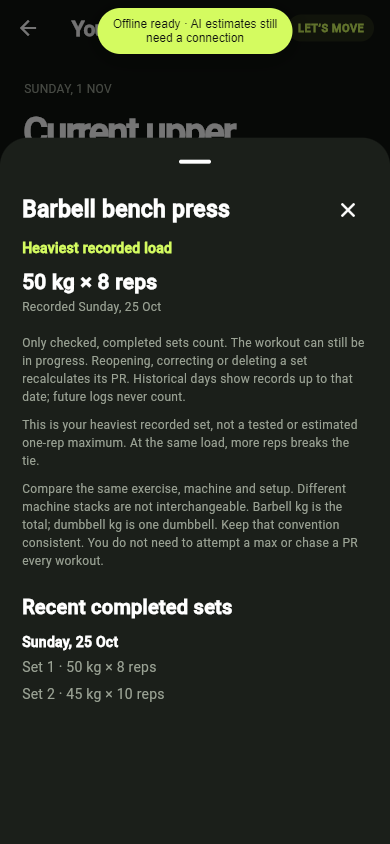 Offline ready · AI estimates still
need a connection
You
LET'S MOVE
SUNDAY, 1 NOV
Current upper
Barbell bench press
Heaviest recorded load
50 kg × 8 reps
Recorded Sunday, 25 Oct
Only checked, completed sets count. The workout can still be
in progress. Reopening, correcting or deleting a set
recalculates its PR. Historical days show records up to that
date; future logs never count.
This is your heaviest recorded set, not a tested or estimated
one-rep maximum. At the same load, more reps breaks the
tie.
Compare the same exercise, machine and setup. Different
machine stacks are not interchangeable. Barbell kg is the
total; dumbbell kg is one dumbbell. Keep that convention
consistent. You do not need to attempt a max or chase a PR
every workout.
Recent completed sets
Sunday, 25 Oct
Set 1 · 50 kg × 8 reps
Set 2 · 45 kg × 10 reps